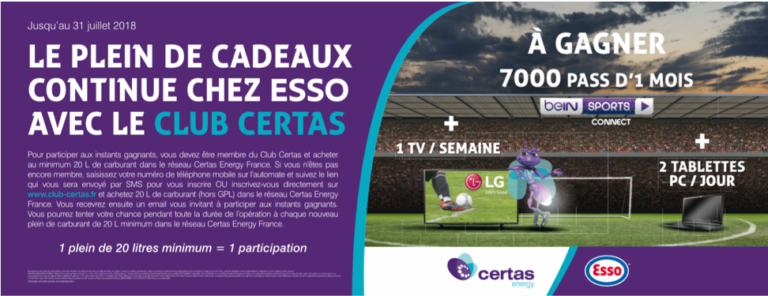 Jusqu'au 31 juillet 2018
LE PLEIN DE CADEAUX
CONTINUE CHEZ ESSO
AVEC LE CLUB CERTAS
Pour participer aux instants gagnants, vous devez être membre du Club Certas et acheter
au minimum 20 L de carburant dans le réseau Certas Energy France. Si vous n'êtes pas
encore membre, saisissez votre numéro de téléphone mobile sur l'automate et suivez le lien
qui vous sera envoyé par SMS pour vous inscrire OU inscrivez-vous directement sur
www.club-certas.fr et achetez 20 L de carburant (hors GPL) dans le réseau Certas Energy
France. Vous recevrez ensuite un email vous invitant à participer aux instants gagnants.
Vous pourrez tenter votre chance pendant toute la durée de l'opération à chaque nouveau
plein de carburant de 20 L minimum dans le réseau Certas Energy France.
1 plein de 20 litres minimum = 1 participation
À GAGNER
7000 PASS D'1 MOIS
beIN SPORTS
CONNECT
+
1 TV / SEMAINE
LG
+
2 TABLETTES
PC / JOUR
certas
energy
Esso